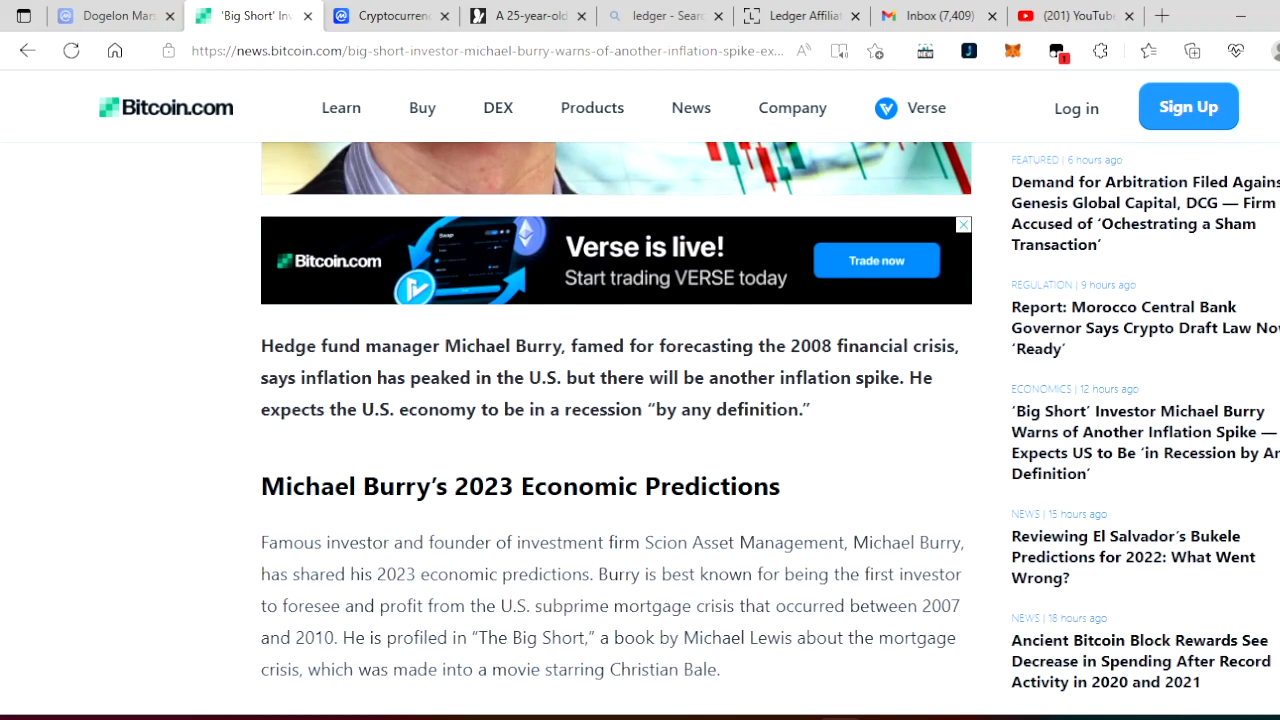 Dogelon Mars
'Big Short' Inv
Cryptocurrenc
A 25-year-old
ledger - Searc
Ledger Affiliat
Inbox (7,409)
(201) YouTube
https://news.bitcoin.com/big-short-investor-michael-burry-warns-of-another-inflation-spike-ex...
NEW
1
Bitcoin.com
Learn
Buy
DEX
Products
News
Company
Verse
Log in
Sign Up
Bitcoin.com
Swap
Verse is live!
Start trading VERSE today
Trade now
Hedge fund manager Michael Burry, famed for forecasting the 2008 financial crisis,
says inflation has peaked in the U.S. but there will be another inflation spike. He
expects the U.S. economy to be in a recession “by any definition.”
Michael Burry’s 2023 Economic Predictions
Famous investor and founder of investment firm Scion Asset Management, Michael Burry,
has shared his 2023 economic predictions. Burry is best known for being the first investor
to foresee and profit from the U.S. subprime mortgage crisis that occurred between 2007
and 2010. He is profiled in “The Big Short,” a book by Michael Lewis about the mortgage
crisis, which was made into a movie starring Christian Bale.
FEATURED | 6 hours ago
Demand for Arbitration Filed Agains
Genesis Global Capital, DCG — Firm
Accused of ‘Ochestrating a Sham
Transaction’
REGULATION | 9 hours ago
Report: Morocco Central Bank
Governor Says Crypto Draft Law Now
‘Ready’
ECONOMICS | 12 hours ago
‘Big Short’ Investor Michael Burry
Warns of Another Inflation Spike —
Expects US to Be ‘in Recession by An
Definition’
NEWS | 15 hours ago
Reviewing El Salvador’s Bukele
Predictions for 2022: What Went
Wrong?
NEWS | 18 hours ago
Ancient Bitcoin Block Rewards See
Decrease in Spending After Record
Activity in 2020 and 2021